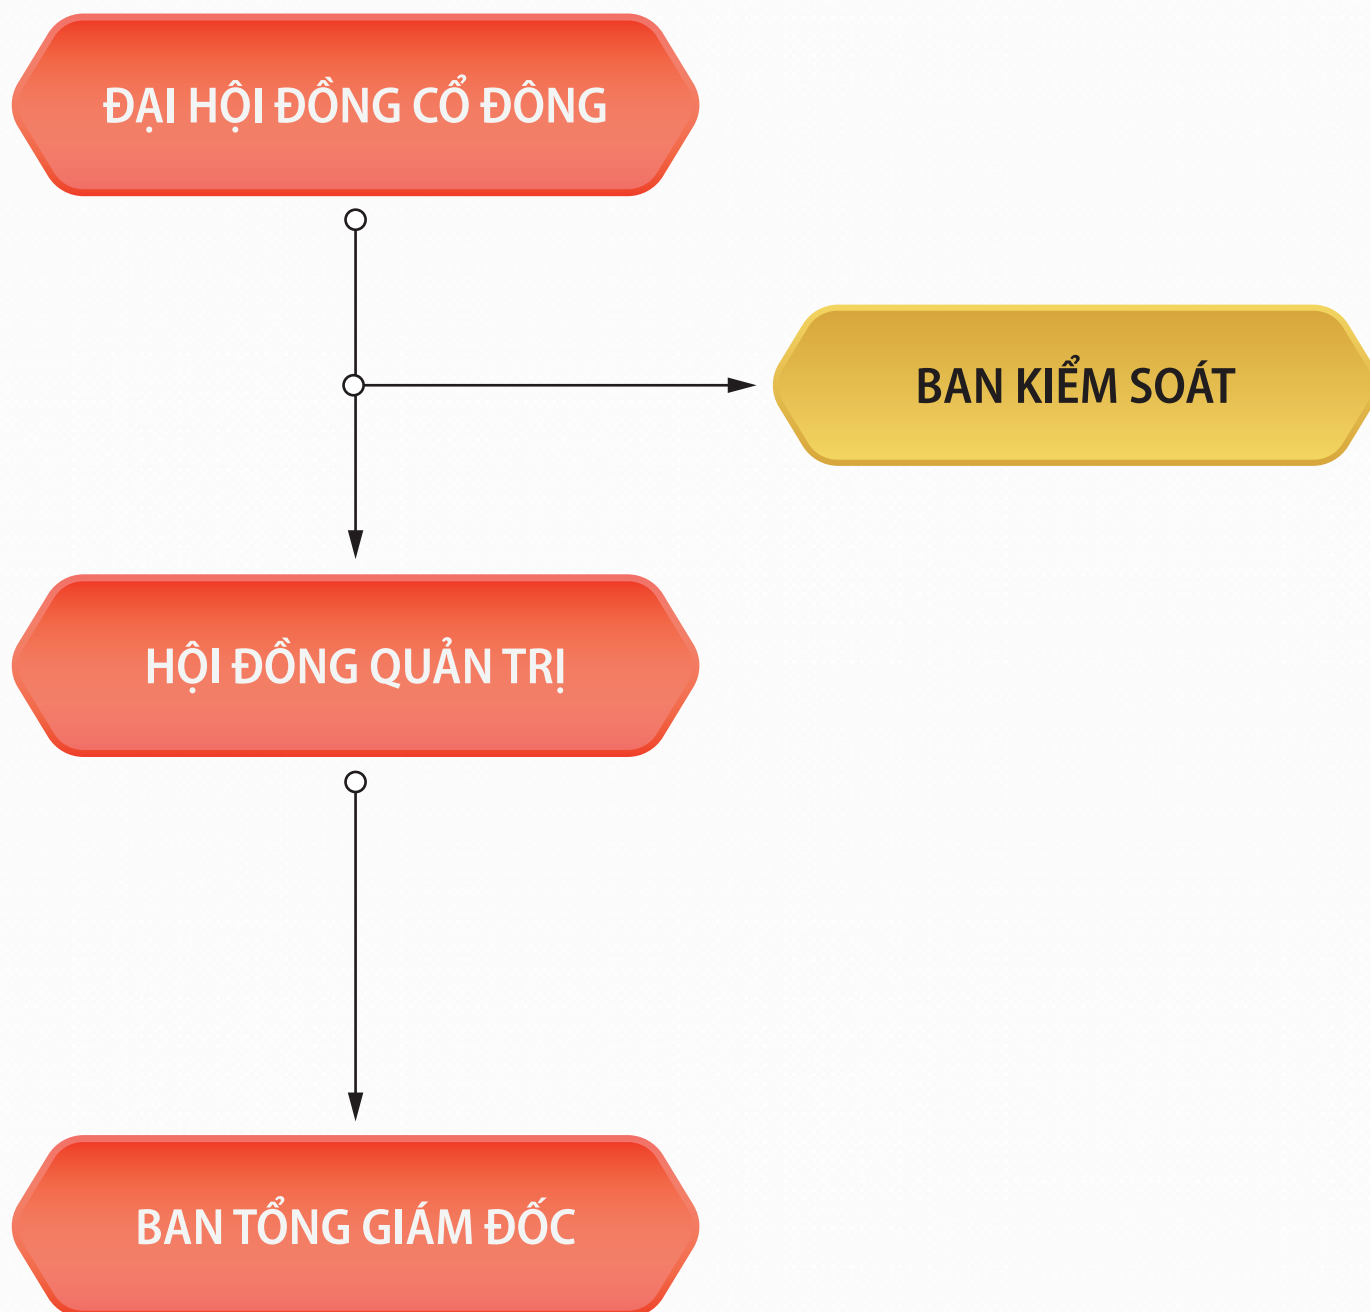 ĐẠI HỘI ĐỒNG CỔ ĐÔNG
BAN KIỂM SOÁT
HỘI ĐỒNG QUẢN TRỊ
BAN TỔNG GIÁM ĐỐC